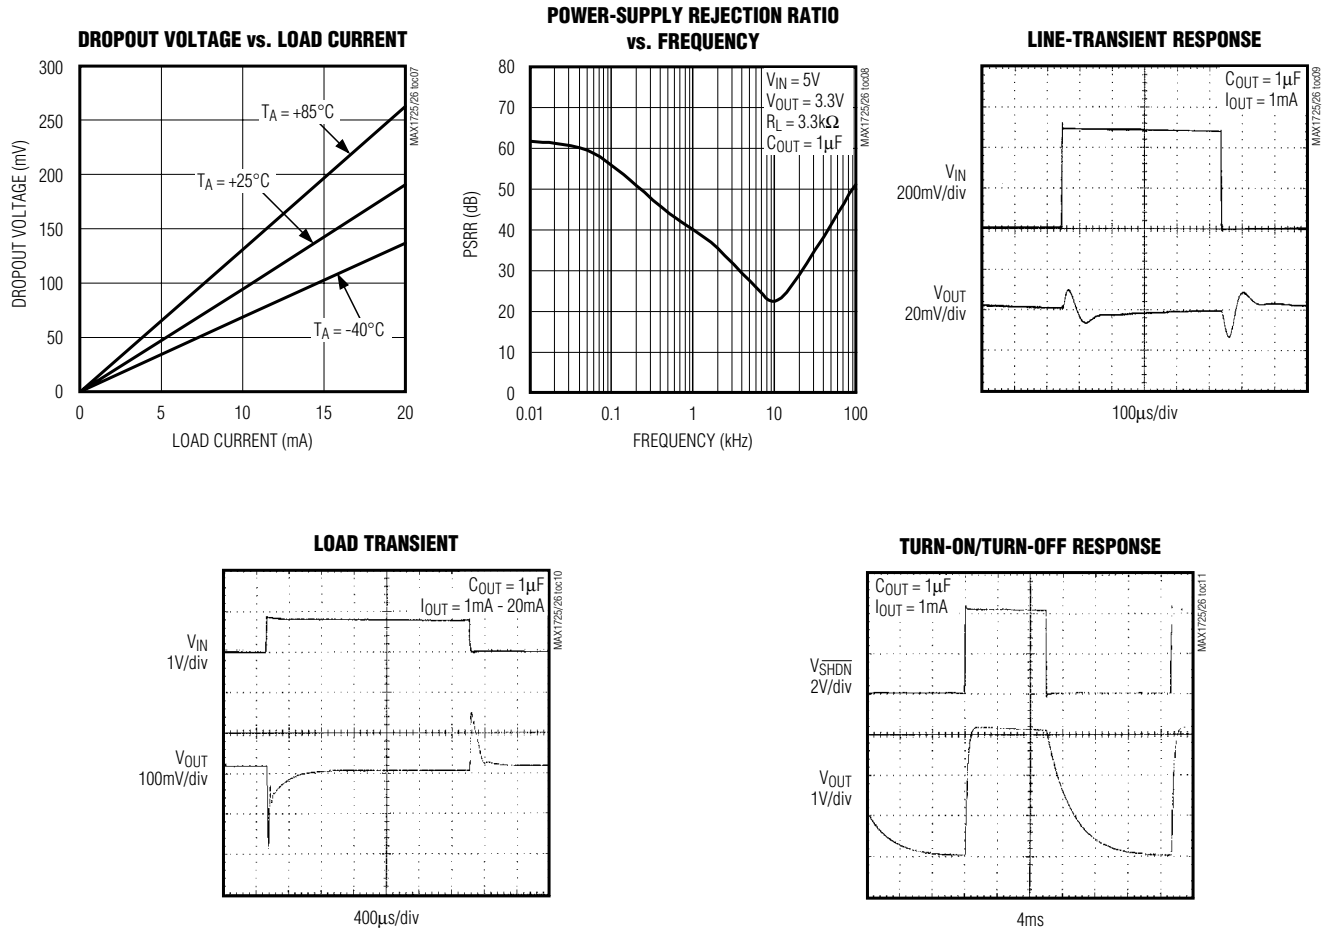 DROPOUT VOLTAGE vs. LOAD CURRENT
300
250
200
150
100
50
0
DROPOUT VOLTAGE (mV)
TA = +85°C
TA = +25°C
TA = -40°C
MAX1725/26 toc07
0 5 10 15 20
LOAD CURRENT (mA)
POWER-SUPPLY REJECTION RATIO
vs. FREQUENCY
80
70
60
50
40
30
20
10
0
PSRR (dB)
VIN = 5V
VOUT = 3.3V
RL = 3.3kΩ
COUT = 1µF
MAX1725/26 toc08
0.01 0.1 1 10 100
FREQUENCY (kHz)
LINE-TRANSIENT RESPONSE
COUT = 1µF
IOUT = 1mA
MAX1725/26 toc09
VIN
200mV/div
VOUT
20mV/div
100µs/div
LOAD TRANSIENT
COUT = 1µF
IOUT = 1mA - 20mA
MAX1725/26 toc10
VIN
1V/div
VOUT
100mV/div
400µs/div
TURN-ON/TURN-OFF RESPONSE
COUT = 1µF
IOUT = 1mA
MAX1725/26 toc11
VSHDN
2V/div
VOUT
1V/div
4ms